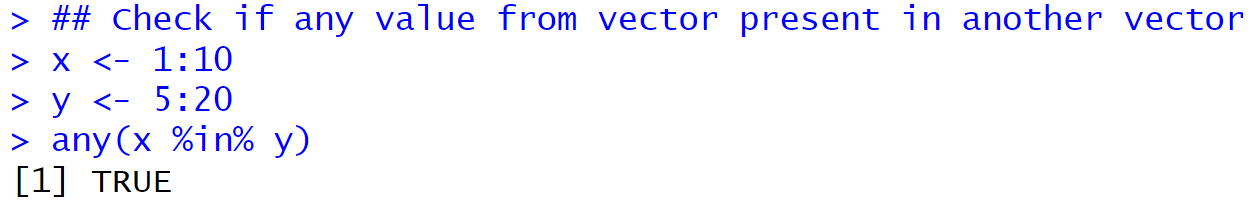 > ## Check if any value from vector present in another vector
> x <- 1:10
> y <- 5:20
> any(x %in% y)
[1] TRUE